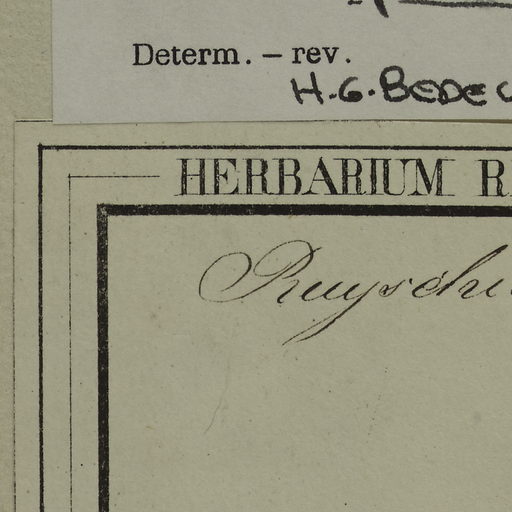 Determ. – rev.
H.G. BEDE
HERBARIUM R
Ruysch